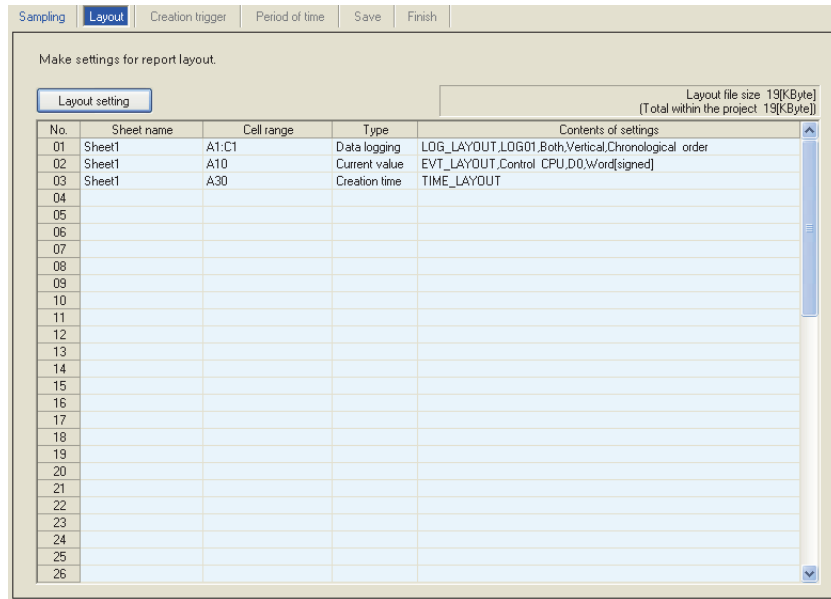 Sampling Layout Creation trigger Period of time Save Finish
Make settings for report layout.
Layout setting
Layout file size 19[KByte]
(Total within the project 19[KByte])
No. Sheet name Cell range Type Contents of settings
01 Sheet1 A1:C1 Data logging LOG_LAYOUT,LOG01,Both,Vertical,Chronological order
02 Sheet1 A10 Current value EVT_LAYOUT,Control CPU,D0,Word[signed]
03 Sheet1 A30 Creation time TIME_LAYOUT
04
05
06
07
08
09
10
11
12
13
14
15
16
17
18
19
20
21
22
23
24
25
26